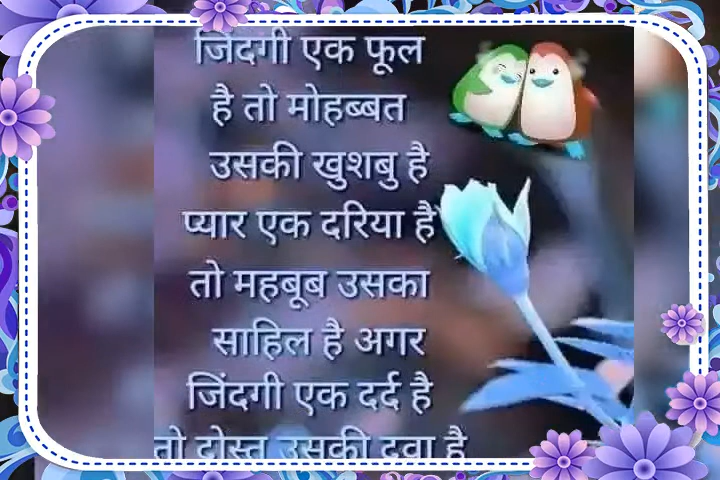 जिंदगी एक फूल
है तो मोहब्बत
उसकी खुशबु है
प्यार एक दरिया है
तो महबूब उसका
साहिल है अगर
जिंदगी एक दर्द है
तो दोस्त उसकी दवा है